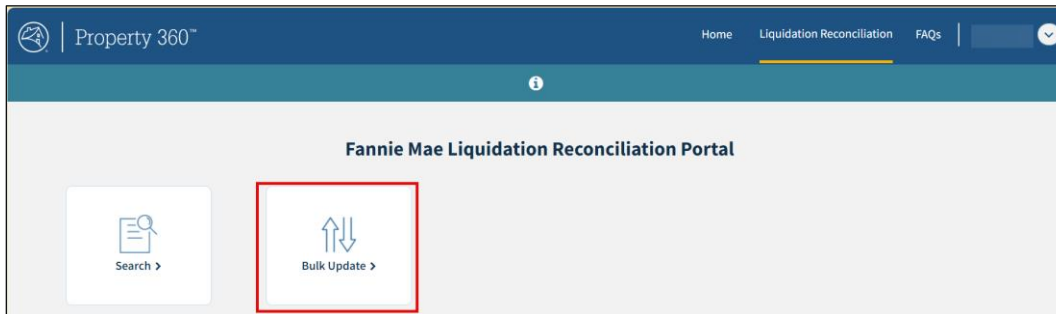 Property 360™
Home Liquidation Reconciliation FAQs
Fannie Mae Liquidation Reconciliation Portal
Search >
Bulk Update >